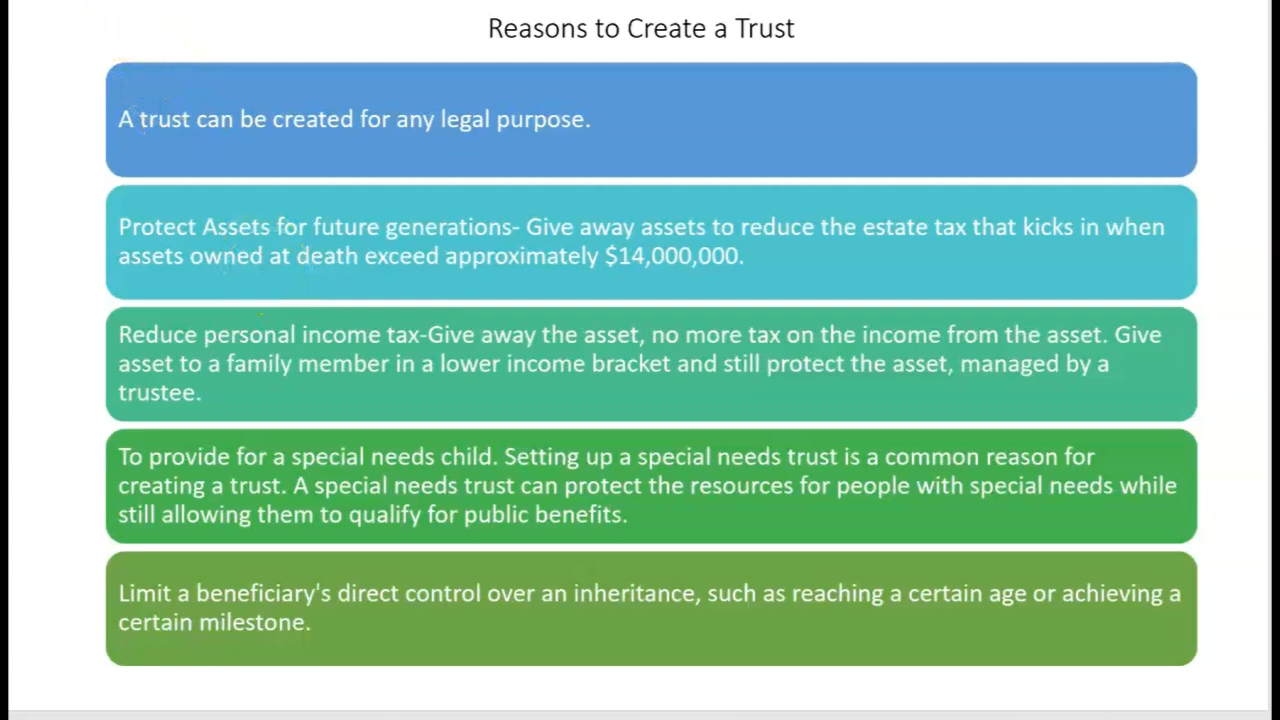 Reasons to Create a Trust
A trust can be created for any legal purpose.
Protect Assets for future generations- Give away assets to reduce the estate tax that kicks in when
assets owned at death exceed approximately $14,000,000.
Reduce personal income tax-Give away the asset, no more tax on the income from the asset. Give
asset to a family member in a lower income bracket and still protect the asset, managed by a
trustee.
To provide for a special needs child. Setting up a special needs trust is a common reason for
creating a trust. A special needs trust can protect the resources for people with special needs while
still allowing them to qualify for public benefits.
Limit a beneficiary's direct control over an inheritance, such as reaching a certain age or achieving a
certain milestone.